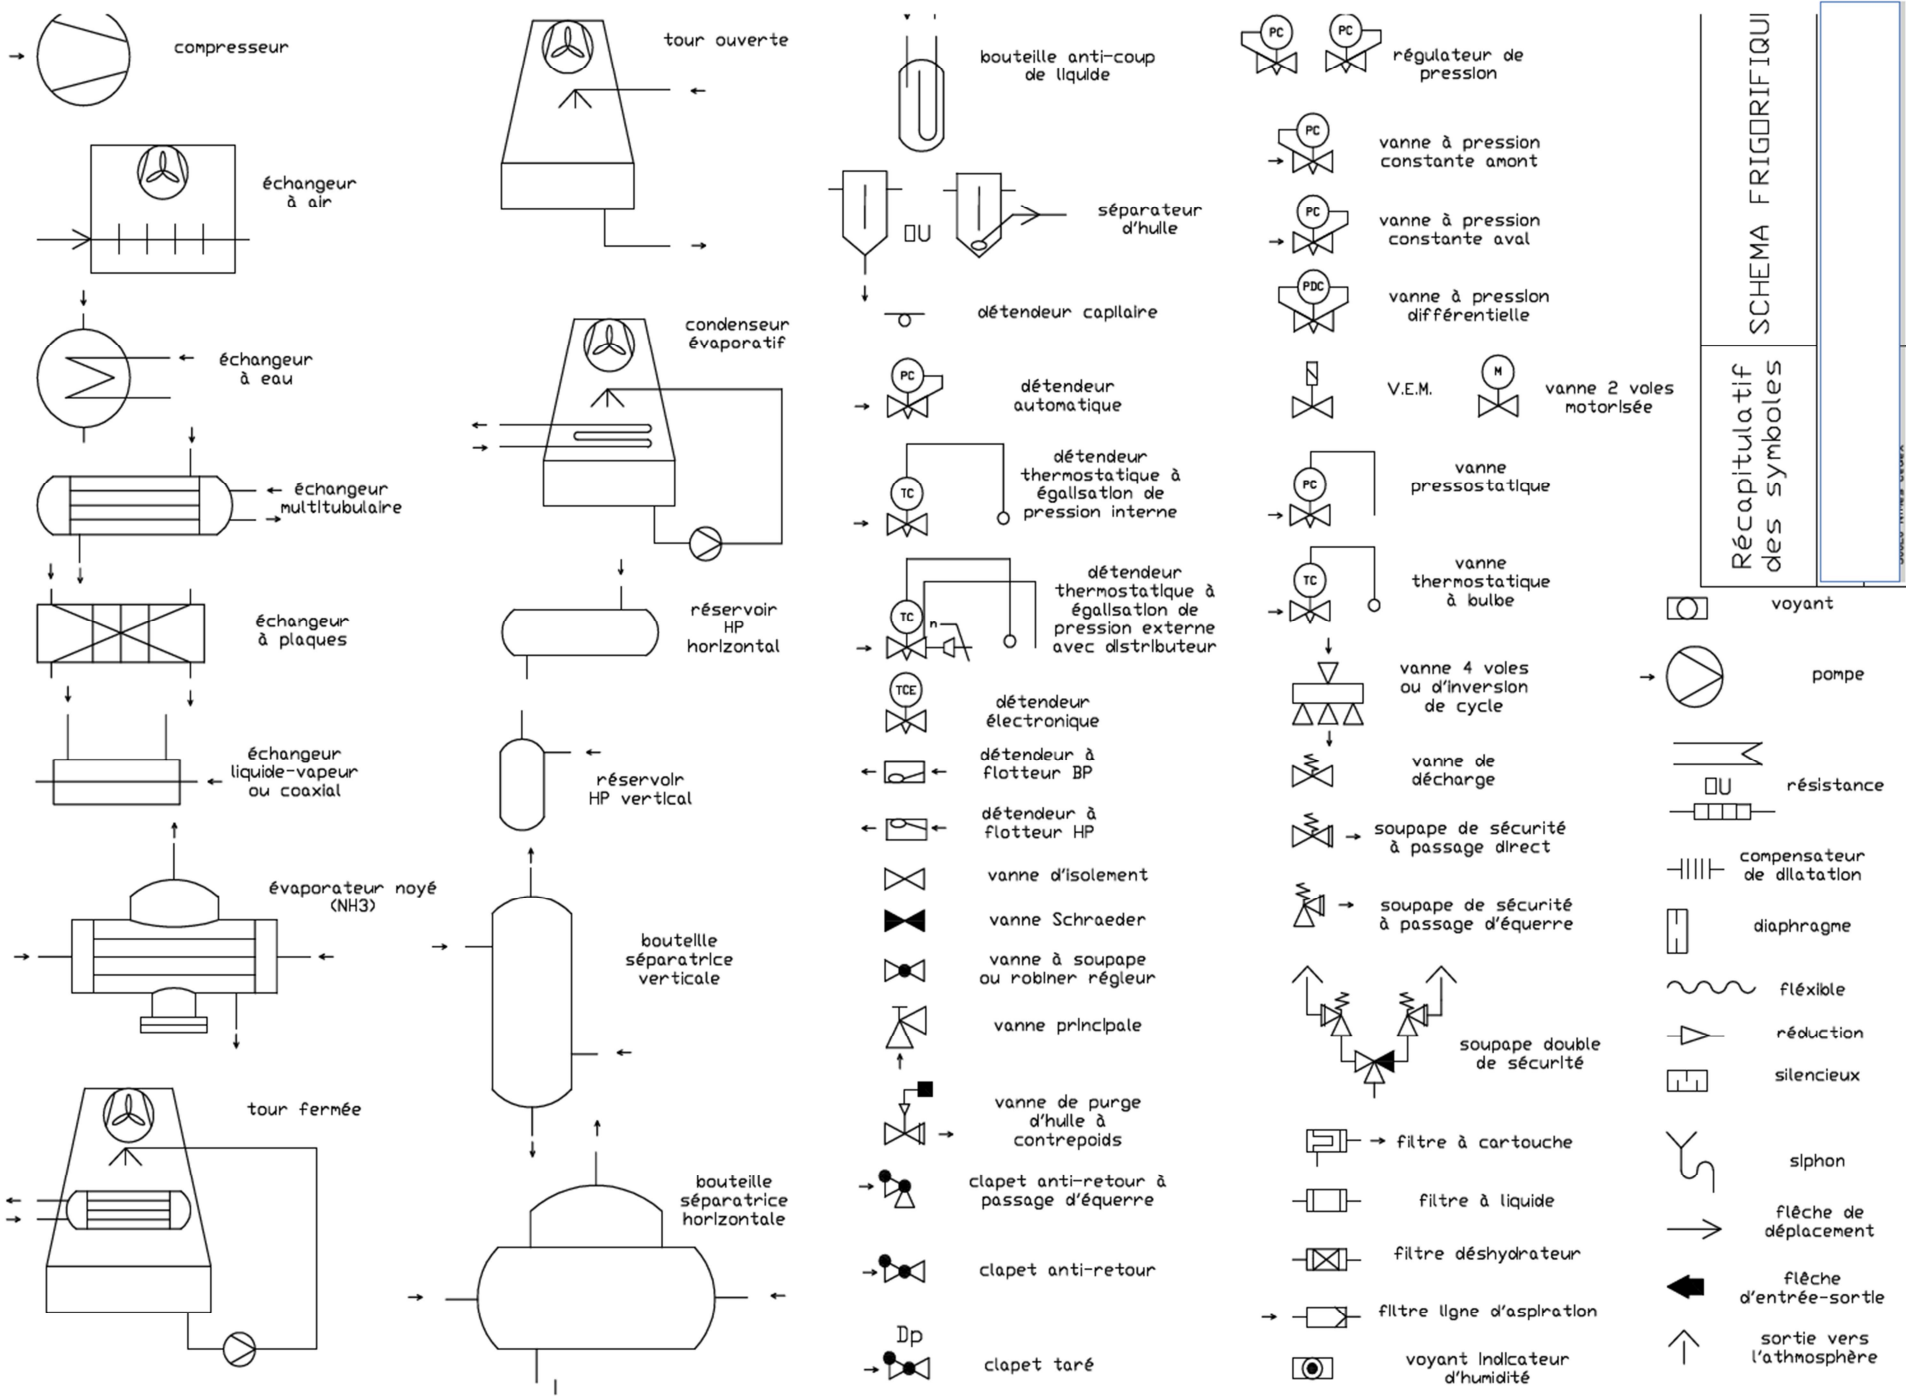 compresseur
échangeur
à air
échangeur
à eau
échangeur
multitubulaire
échangeur
à plaques
échangeur
liquide-vapeur
ou coaxial
évaporateur noyé
(NH3)
tour fermée
tour ouverte
condenseur
évaporatif
réservoir
HP
horizontal
réservoir
HP vertical
bouteille
séparatrice
verticale
bouteille
séparatrice
horizontale
bouteille anti-coup
de liquide
OU
séparateur
d'huile
détendeur capilaire
PC
détendeur
automatique
TC
détendeur
thermostatique à
égalisation de
pression interne
TC
n
détendeur
thermostatique à
égalisation de
pression externe
avec distributeur
TCE
détendeur
électronique
détendeur à
flotteur BP
détendeur à
flotteur HP
vanne d'isolement
vanne Schraeder
vanne à soupape
ou robiner régleur
vanne principale
vanne de purge
d'huile à
contrepoids
clapet anti-retour à
passage d'équerre
clapet anti-retour
Dp
clapet taré
PC
PC
régulateur de
pression
PC
vanne à pression
constante amont
PC
vanne à pression
constante aval
PDC
vanne à pression
différentielle
V.E.M.
M
vanne 2 voies
motorisée
PC
vanne
pressostatique
TC
vanne
thermostatique
à bulbe
vanne 4 voies
ou d'inversion
de cycle
vanne de
décharge
soupape de sécurité
à passage direct
soupape de sécurité
à passage d'équerre
soupape double
de sécurité
filtre à cartouche
filtre à liquide
filtre déshydrateur
filtre ligne d'aspiration
voyant indicateur
d'humidité
SCHEMA FRIGORIFIQU
Récapitulatif
des symboles
voyant
pompe
OU
résistance
compensateur
de dilatation
diaphragme
fléxible
réduction
silencieux
siphon
flêche de
déplacement
flêche
d'entrée-sortie
sortie vers
l'athmosphère